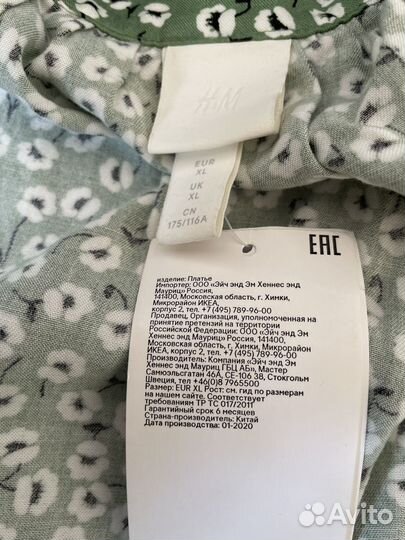 H&M
EUR
XL
UK
XL
CN
175/116A
EAC
изделие: Платье
Импортер: ООО «Эйч энд Эм Хеннес энд
Мауриц» Россия,
141400, Московская область, г. Химки,
Микрорайон ИКЕА,
корпус 2, тел. +7 (495) 789-96-00
Продавец, Организация, уполномоченная на
принятие претензий на территории
Российской Федерации: ООО «Эйч энд Эм
Хеннес энд Мауриц» Россия, 141400,
Московская область, г. Химки, Микрорайон
ИКЕА, корпус 2, тел. +7 (495) 789-96-00
Производитель: Компания «Эйч энд Эм
Хеннес энд Мауриц ГБЦ АБ», Мастер
Самюэльсгатан 46А, СЕ-106 38, Стокгольм
Швеция, тел +46(0)8 7965500
Размер: EUR XL Рост: см. гид по размерам
на нашем сайте. Соответствует
требованиям ТР ТС 017/2011
Гарантийный срок 6 месяцев
Страна-производства: Китай
Дата производства: 01-2020
Avito